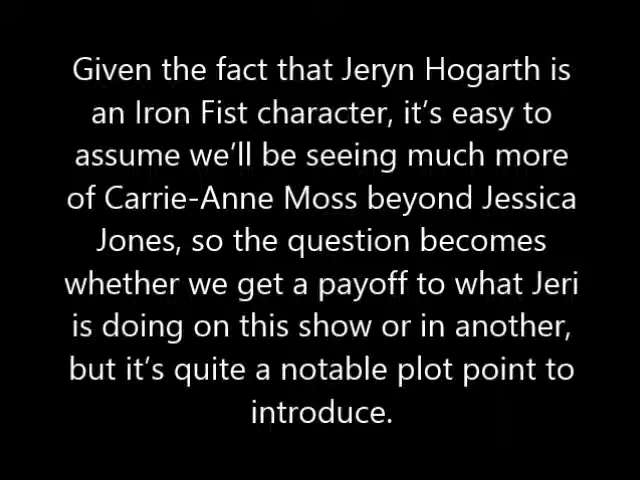 Given the fact that Jeryn Hogarth is
an Iron Fist character, it’s easy to
assume we’ll be seeing much more
of Carrie-Anne Moss beyond Jessica
Jones, so the question becomes
whether we get a payoff to what Jeri
is doing on this show or in another,
but it’s quite a notable plot point to
introduce.